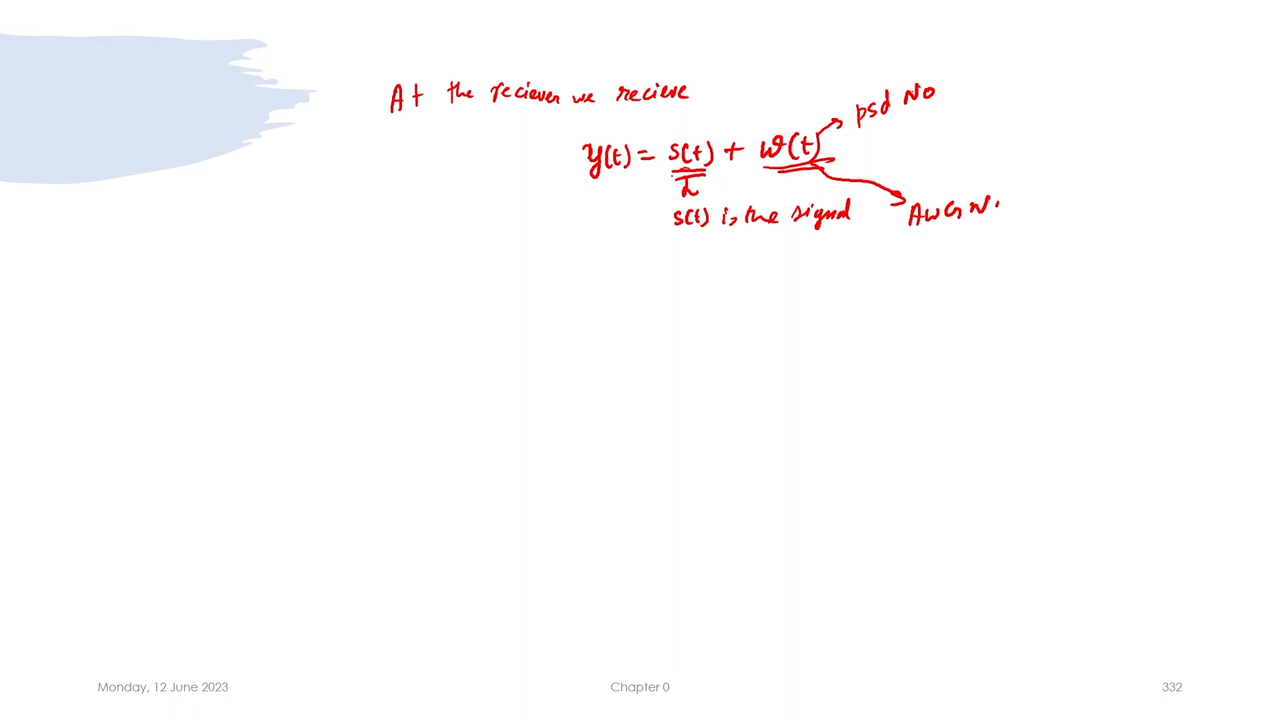 At the reciever we recieve
psd No
y(t) = s(t) + w(t)
s(t) is the signal
AWGN.
Monday, 12 June 2023
Chapter 0
332